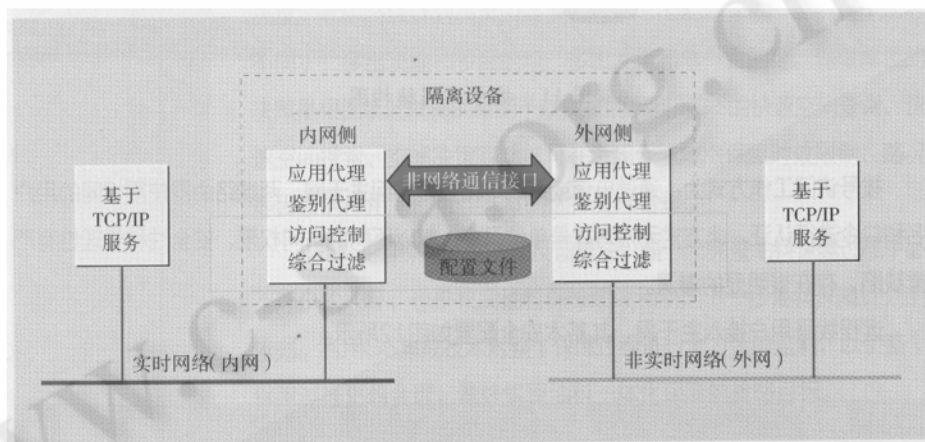 隔离设备
内网侧
外网侧
应用代理
鉴别代理
访问控制
综合过滤
非网络通信接口
配置文件
应用代理
鉴别代理
访问控制
综合过滤
基于
TCP/IP
服务
基于
TCP/IP
服务
实时网络(内网)
非实时网络(外网)
www.c-s-a.org.cn